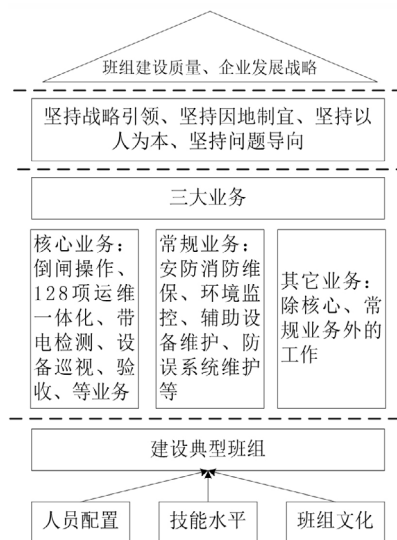 班组建设质量、企业发展战略
坚持战略引领、坚持因地制宜、坚持以
人为本、坚持问题导向
三大业务
核心业务：
倒闸操作、
128项运维
一体化、带
电检测、设
备巡视、验
收、等业务
常规业务：
安防消防维
保、环境监
控、辅助设
备维护、防
误系统维护
等
其它业务：
除核心、常
规业务外的
工作
建设典型班组
人员配置
技能水平
班组文化